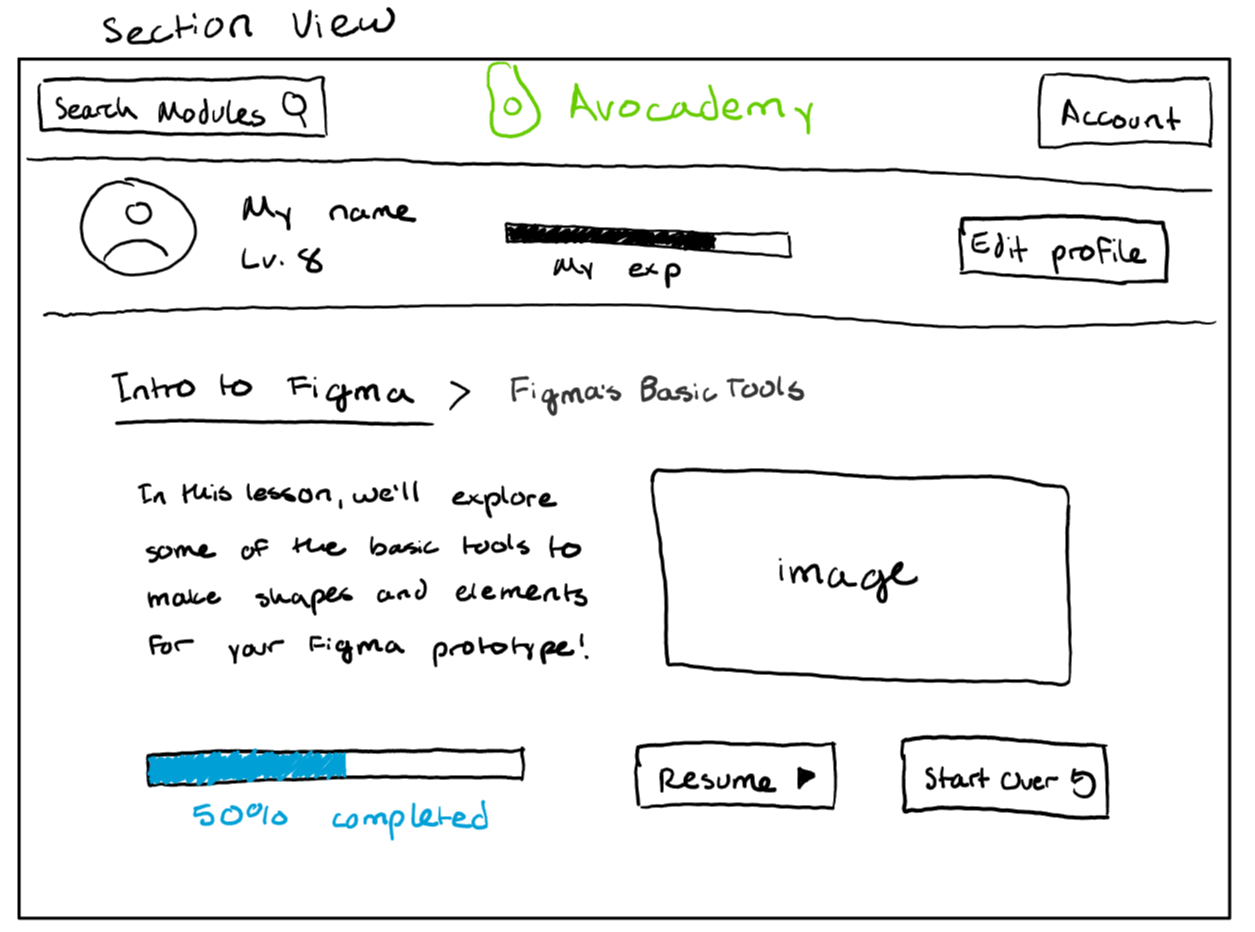 Section View
Search Modules
Avocademy
Account
My name
Lv. 8
My exp
Edit profile
Intro to Figma > Figma's Basic Tools
In this lesson, we'll explore
some of the basic tools to
make shapes and elements
for your Figma prototype!
image
50% completed
Resume
Start Over